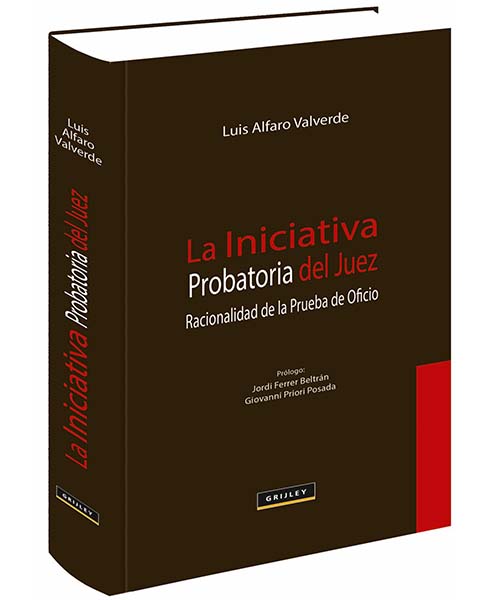 Luis
Alfaro
Valverde
La Iniciativa Probatoria del Juez
GRIJLEY
Luis Alfaro Valverde
La Iniciativa
Probatoria del Juez
Racionalidad de la Prueba de Oficio
Prólogo:
Jordi Ferrer Beltrán
Giovanni Priori Posada
GRIJLEY